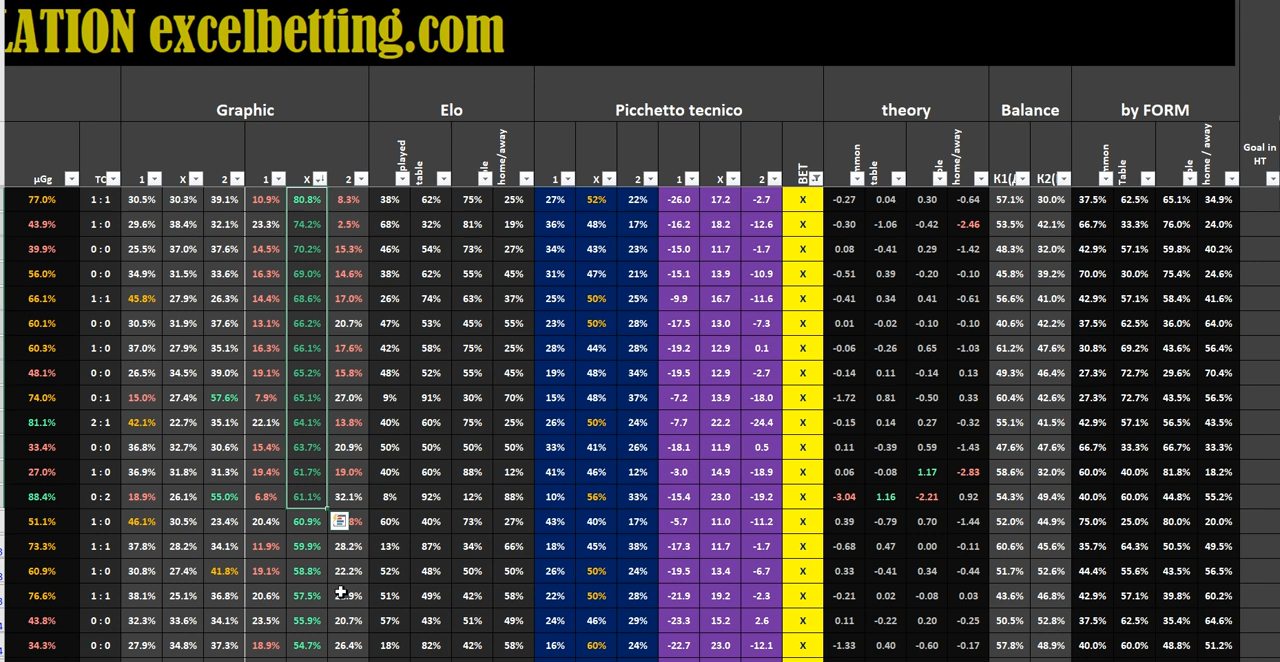 LATION excelbetting.com
Graphic Elo Picchetto tecnico theory Balance by FORM
Goal in HT
µGg TC 1 X 2 1 X 2 played table home/away 1 X 2 1 X 2 BET table home/away K1( K2( Table home / away
77.0% 1 : 1 30.5% 30.3% 39.1% 10.9% 80.8% 8.3% 38% 62% 75% 25% 27% 52% 22% -26.0 17.2 -2.7 X -0.27 0.04 0.30 -0.64 57.1% 30.0% 37.5% 62.5% 65.1% 34.9%
43.9% 1 : 0 29.6% 38.4% 32.1% 23.3% 74.2% 2.5% 68% 32% 81% 19% 36% 48% 17% -16.2 18.2 -12.6 X -0.30 -1.06 -0.42 -2.46 53.5% 42.1% 66.7% 33.3% 76.0% 24.0%
39.9% 0 : 0 25.5% 37.0% 37.6% 14.5% 70.2% 15.3% 46% 54% 73% 27% 34% 43% 23% -15.0 11.7 -1.7 X 0.08 -0.41 0.29 -1.42 48.3% 32.0% 42.9% 57.1% 59.8% 40.2%
56.0% 0 : 0 34.9% 31.5% 33.6% 16.3% 69.0% 14.6% 38% 62% 55% 45% 31% 47% 21% -15.1 13.9 -10.9 X -0.51 0.39 -0.20 -0.10 45.8% 39.2% 70.0% 30.0% 75.4% 24.6%
66.1% 1 : 1 45.8% 27.9% 26.3% 14.4% 68.6% 17.0% 26% 74% 63% 37% 25% 50% 25% -9.9 16.7 -11.6 X -0.41 0.34 0.41 -0.61 56.6% 41.0% 42.9% 57.1% 58.4% 41.6%
60.1% 0 : 0 30.5% 31.9% 37.6% 13.1% 66.2% 20.7% 47% 53% 45% 55% 23% 50% 28% -17.5 13.0 -7.3 X 0.01 -0.02 -0.10 -0.10 40.6% 42.2% 37.5% 62.5% 36.0% 64.0%
60.3% 1 : 0 37.0% 27.9% 35.1% 16.3% 66.1% 17.6% 42% 58% 75% 25% 28% 44% 28% -19.2 12.9 0.1 X -0.06 -0.26 0.65 -1.03 61.2% 47.6% 30.8% 69.2% 43.6% 56.4%
48.1% 0 : 0 26.5% 34.5% 39.0% 19.1% 65.2% 15.8% 48% 52% 55% 45% 19% 48% 34% -19.5 12.9 -2.7 X -0.14 0.11 -0.14 0.13 49.3% 46.4% 27.3% 72.7% 29.6% 70.4%
74.0% 0 : 1 15.0% 27.4% 57.6% 7.9% 65.1% 27.0% 9% 91% 30% 70% 15% 48% 37% -7.2 13.9 -18.0 X -1.72 0.81 -0.50 0.33 60.4% 42.6% 27.3% 72.7% 43.5% 56.5%
81.1% 2 : 1 42.1% 22.7% 35.1% 22.1% 64.1% 13.8% 40% 60% 75% 25% 26% 50% 24% -7.7 22.2 -24.4 X -0.15 0.14 0.27 -0.32 55.1% 41.5% 42.9% 57.1% 56.5% 43.5%
33.4% 0 : 0 36.8% 32.7% 30.6% 15.4% 63.7% 20.9% 50% 50% 50% 50% 33% 41% 26% -18.1 11.9 0.5 X 0.11 -0.39 0.59 -1.43 47.6% 47.6% 66.7% 33.3% 66.7% 33.3%
27.0% 1 : 0 36.9% 31.8% 31.3% 19.4% 61.7% 19.0% 40% 60% 88% 12% 41% 46% 12% -3.0 14.9 -18.9 X 0.06 -0.08 1.17 -2.83 58.6% 32.0% 60.0% 40.0% 81.8% 18.2%
88.4% 0 : 2 18.9% 26.1% 55.0% 6.8% 61.1% 32.1% 8% 92% 12% 88% 10% 56% 33% -15.4 23.0 -19.2 X -3.04 1.16 -2.21 0.92 54.3% 49.4% 40.0% 60.0% 44.8% 55.2%
51.1% 1 : 0 46.1% 30.5% 23.4% 20.4% 60.9% 60% 40% 73% 27% 43% 40% 17% -5.7 11.0 -11.2 X 0.39 -0.79 0.70 -1.44 52.0% 44.9% 75.0% 25.0% 80.0% 20.0%
73.3% 1 : 1 37.8% 28.2% 34.1% 11.9% 59.9% 28.2% 13% 87% 34% 66% 18% 45% 38% -17.3 11.7 -1.7 X -0.68 0.47 0.00 -0.11 60.6% 45.6% 35.7% 64.3% 50.5% 49.5%
60.9% 1 : 0 30.8% 27.4% 41.8% 19.1% 58.8% 22.2% 52% 48% 50% 50% 26% 50% 24% -19.5 13.4 -6.7 X 0.33 -0.41 0.34 -0.44 51.7% 52.6% 44.4% 55.6% 43.5% 56.5%
76.6% 1 : 1 38.1% 25.1% 36.8% 20.6% 57.5% 51% 49% 42% 58% 22% 50% 28% -21.9 19.2 -2.3 X -0.21 0.02 -0.08 0.03 43.6% 46.8% 42.9% 57.1% 39.8% 60.2%
43.8% 1 : 0 32.3% 33.6% 34.1% 23.5% 55.9% 20.7% 57% 43% 51% 49% 24% 46% 29% -23.3 15.2 2.6 X 0.11 -0.22 0.20 -0.25 50.5% 52.8% 37.5% 62.5% 35.4% 64.6%
34.3% 1 : 0 27.9% 34.8% 37.3% 18.9% 54.7% 26.4% 18% 82% 42% 58% 16% 60% 24% -22.7 23.0 -12.1 X -1.33 0.40 -0.60 -0.17 57.8% 48.9% 40.0% 60.0% 48.8% 51.2%